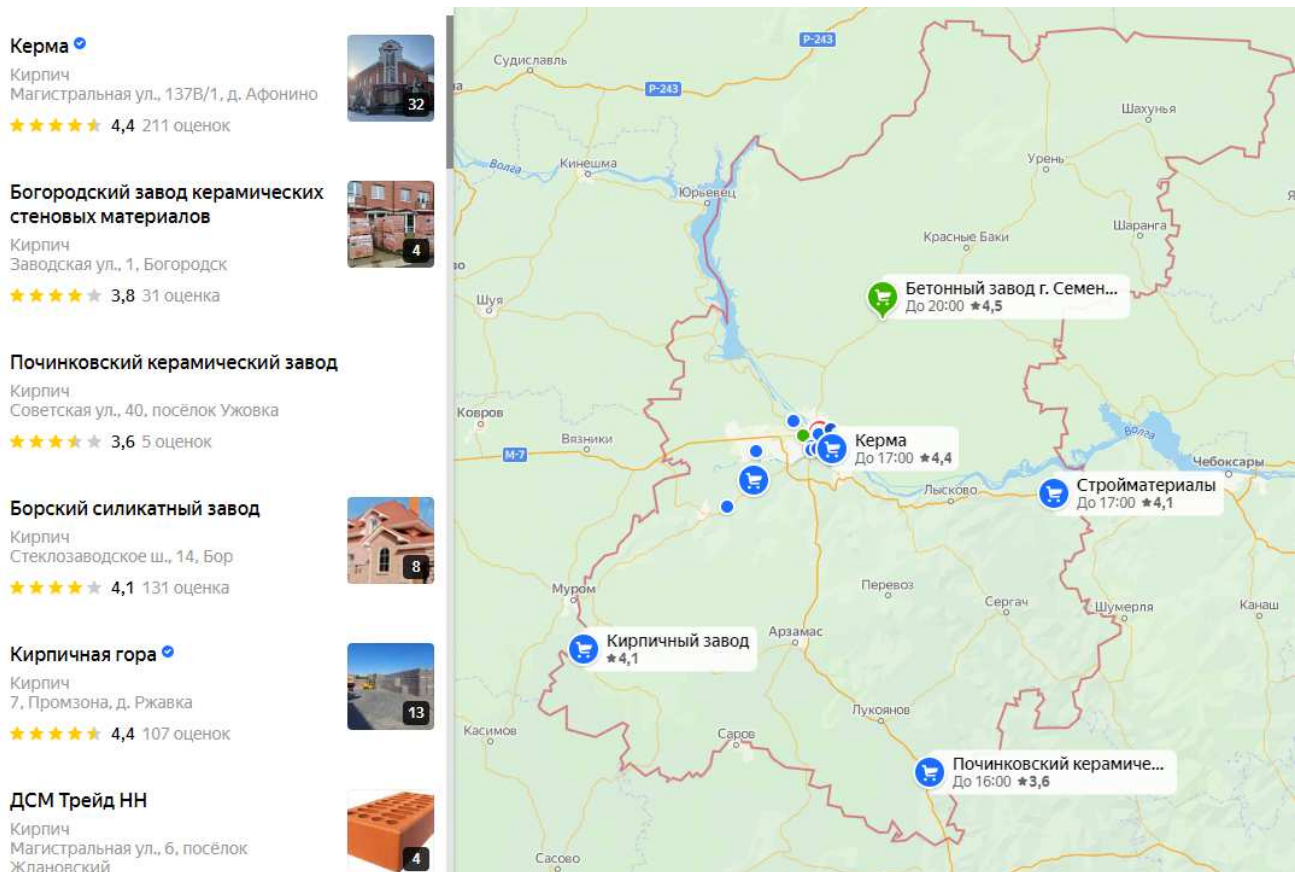 Керма
Кирпич
Магистральная ул., 137В/1, д. Афонино
4,4 211 оценок
32
Богородский завод керамических
стеновых материалов
Кирпич
Заводская ул., 1, Богородск
3,8 31 оценка
4
Починковский керамический завод
Кирпич
Советская ул., 40, посёлок Ужовка
3,6 5 оценок
Борский силикатный завод
Кирпич
Стеклозаводское ш., 14, Бор
4,1 131 оценка
8
Кирпичная гора
Кирпич
7, Промзона, д. Ржавка
4,4 107 оценок
13
ДСМ Трейд НН
Кирпич
Магистральная ул., 6, посёлок
Ждановский
4
Р-243
Судиславль
Р-243
Шахунья
Волга
Кинешма
Урень
Юрьевец
Шаранга
Красные Баки
Шуя
Бетонный завод г. Семен...
До 20:00 ★4,5
Ковров
Вязники
М-7
Керма
До 17:00 ★4,4
Волга
Чебоксары
Лысково
Стройматериалы
До 17:00 ★4,1
Муром
Перевоз
Сергач
Шумерля
Канаш
Арзамас
Кирпичный завод
★4,1
Лукоянов
Касимов
Саров
Починковский керамиче...
До 16:00 ★3,6
Сасово